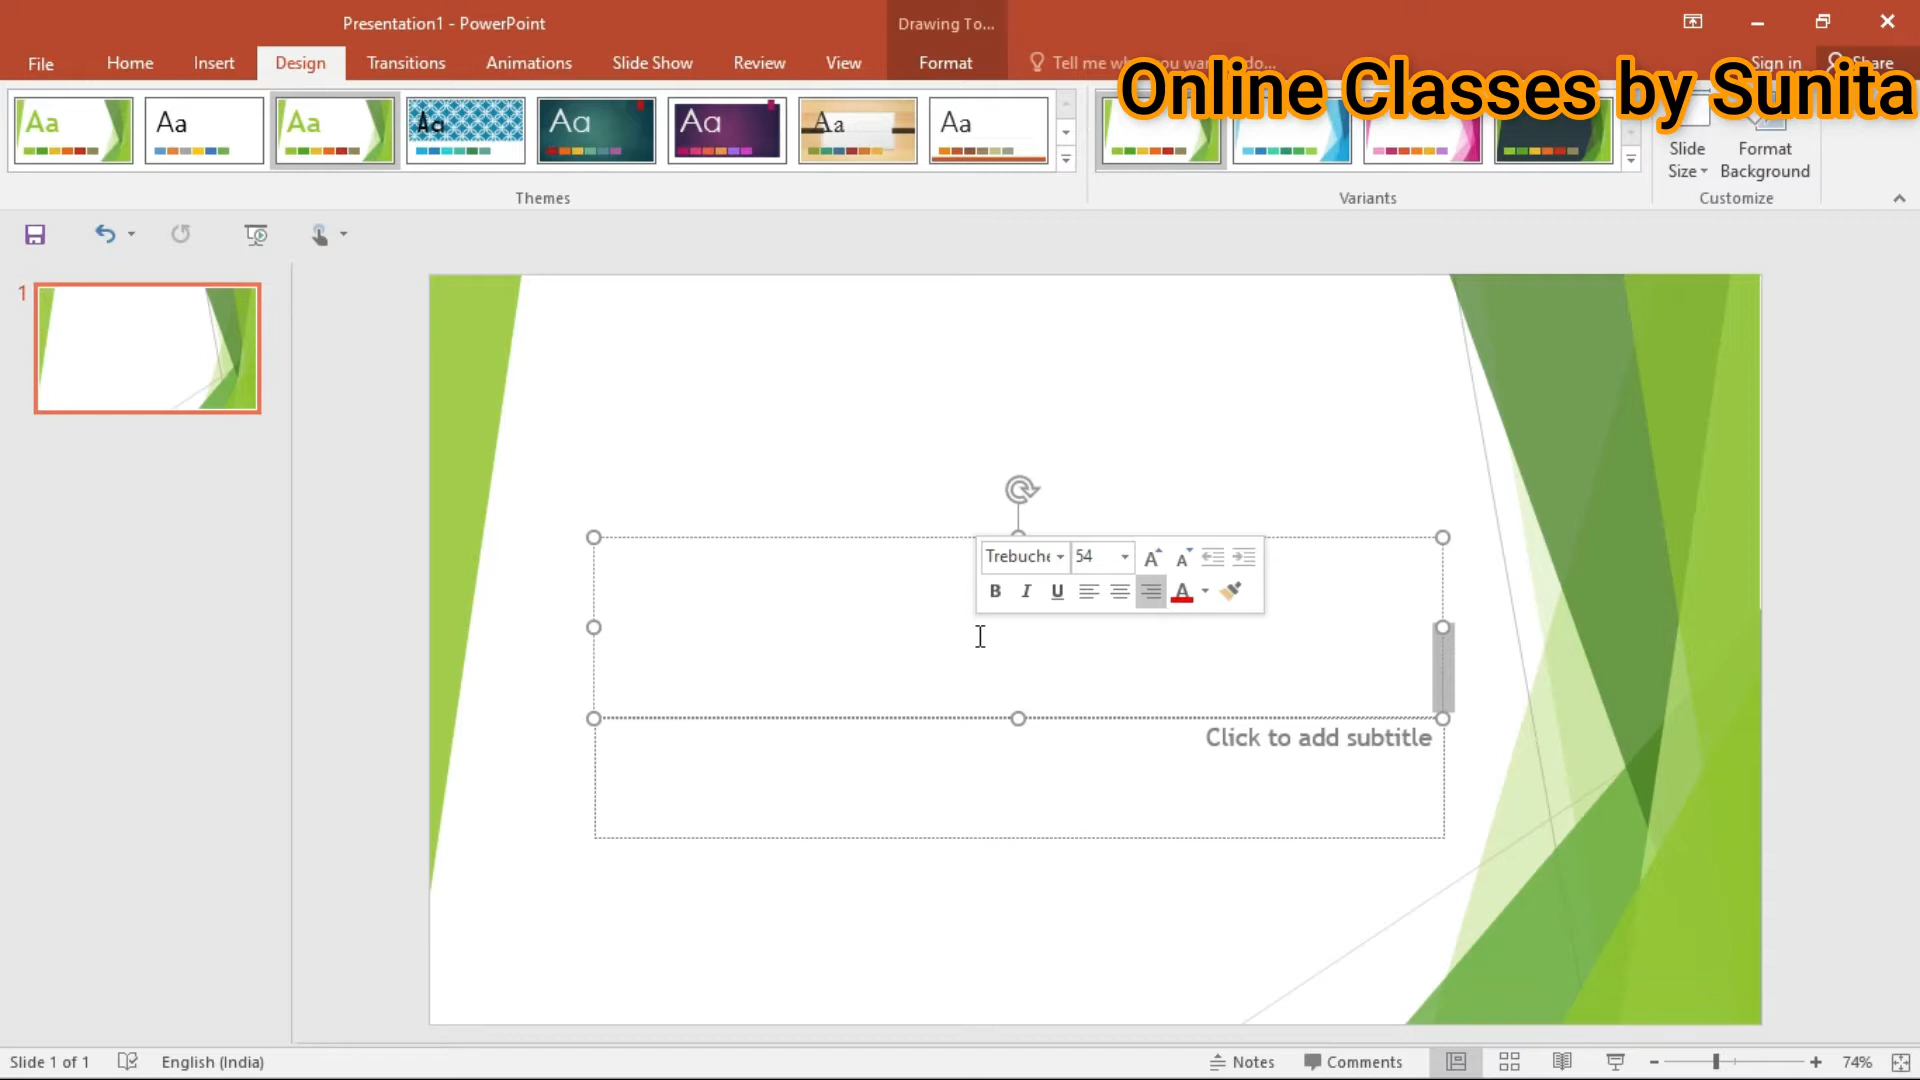 Presentation1 - PowerPoint
Drawing To...
File
Home
Insert
Design
Transitions
Animations
Slide Show
Review
View
Format
Tell me
do...
Sign in
Share
Online Classes by Sunita
Aa
Aa
Aa
Aa
Aa
Aa
Aa
Aa
Slide
Size
Format
Background
Themes
Variants
Customize
1
Trebuche
54
A
A
B
I
U
A
Click to add subtitle
Slide 1 of 1
English (India)
Notes
Comments
74%